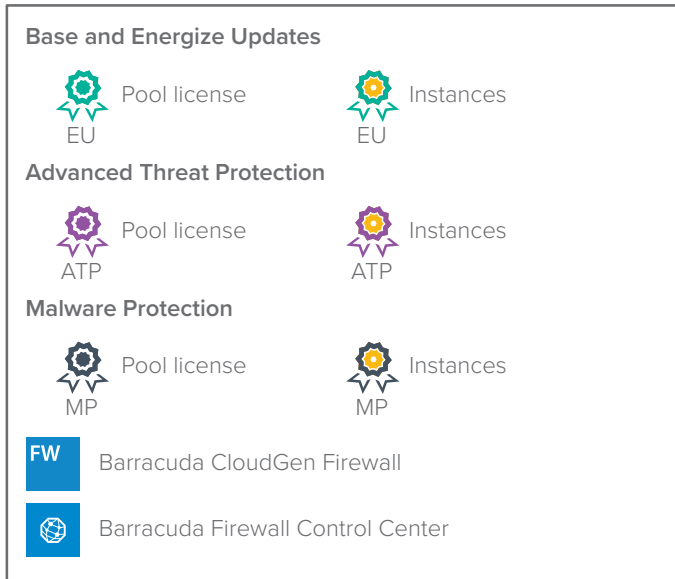 Base and Energize Updates
Pool license
Instances
EU
EU
Advanced Threat Protection
Pool license
Instances
ATP
ATP
Malware Protection
Pool license
Instances
MP
MP
FW
Barracuda CloudGen Firewall
Barracuda Firewall Control Center